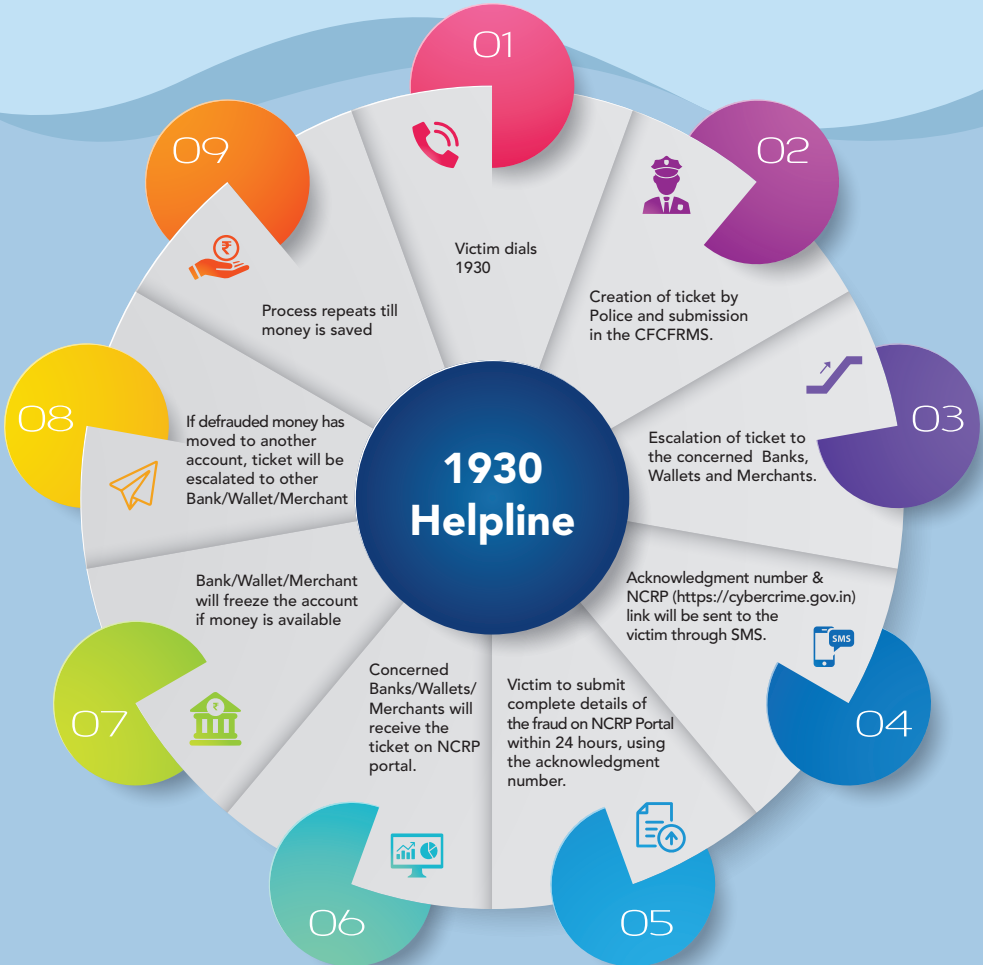 01
Victim dials
1930
02
Creation of ticket by
Police and submission
in the CFCFRMS.
03
Escalation of ticket to
the concerned Banks,
Wallets and Merchants.
04
Acknowledgment number &
NCRP (https://cybercrime.gov.in)
link will be sent to the
victim through SMS.
SMS
05
Victim to submit
complete details of
the fraud on NCRP Portal
within 24 hours, using
the acknowledgment
number.
06
Concerned
Banks/Wallets/
Merchants will
receive the
ticket on NCRP
portal.
07
Bank/Wallet/Merchant
will freeze the account
if money is available
₹
08
If defrauded money has
moved to another
account, ticket will be
escalated to other
Bank/Wallet/Merchant
09
₹
Process repeats till
money is saved
1930
Helpline